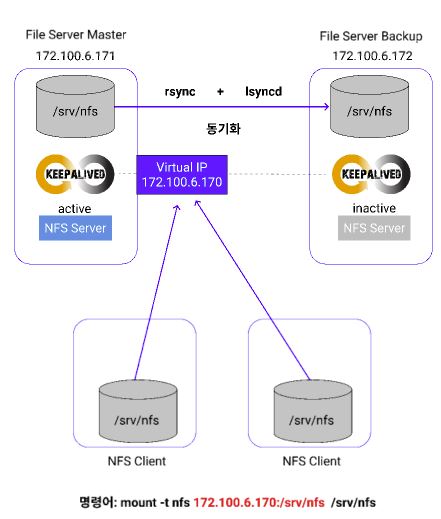 File Server Master
172.100.6.171
File Server Backup
172.100.6.172
/srv/nfs
rsync + lsyncd
동기화
/srv/nfs
KEEPALIVED
active
NFS Server
Virtual IP
172.100.6.170
KEEPALIVED
inactive
NFS Server
/srv/nfs
NFS Client
/srv/nfs
NFS Client
명령어: mount -t nfs 172.100.6.170:/srv/nfs /srv/nfs